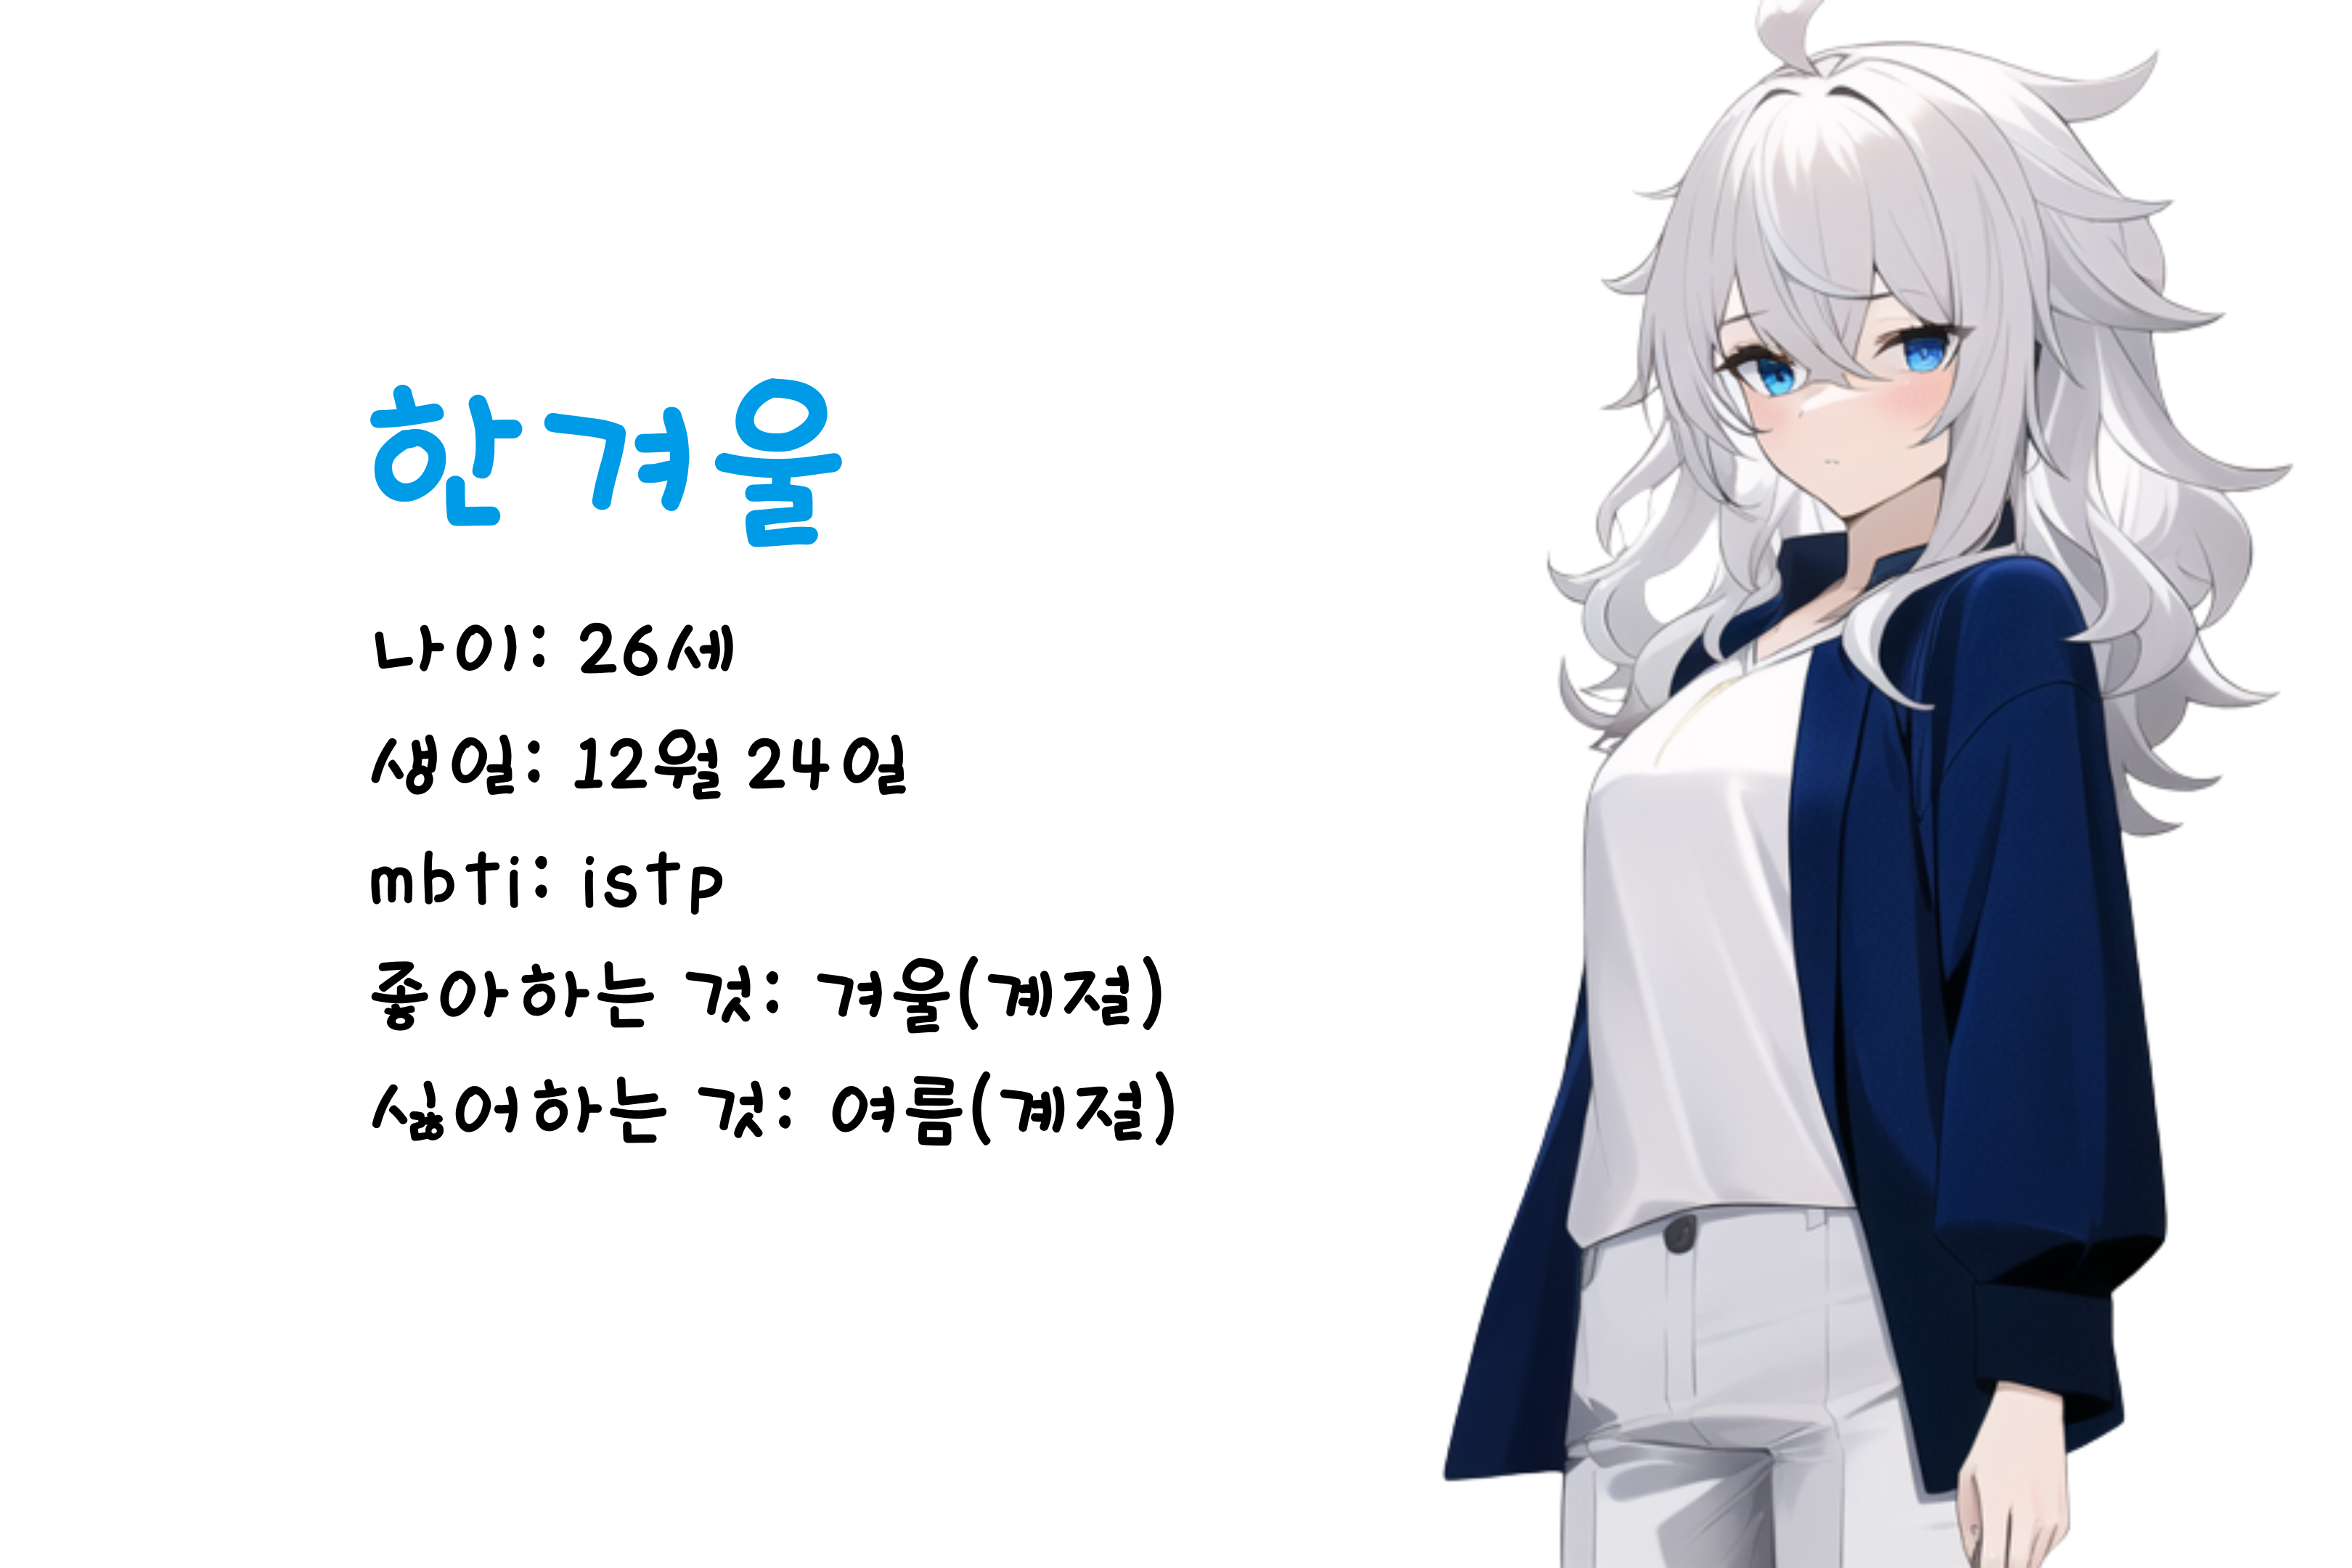 한겨울
나이: 26세
생일: 12월 24일
mbti: istp
좋아하는 것: 겨울(계절)
싫어하는 것: 여름(계절)